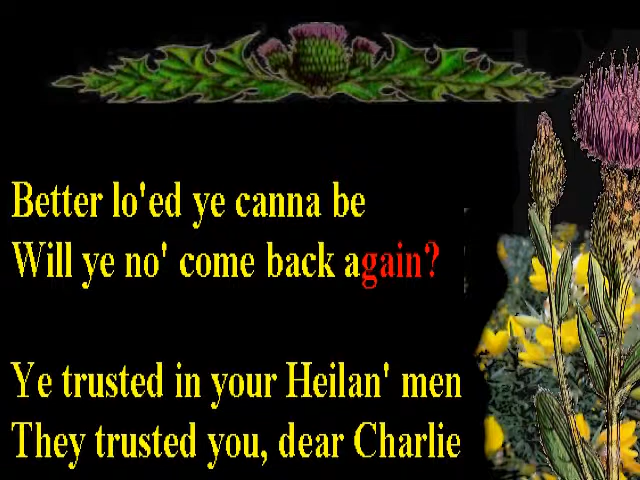 Better lo'ed ye canna be
Will ye no' come back again?
Ye trusted in your Heilan' men
They trusted you, dear Charlie